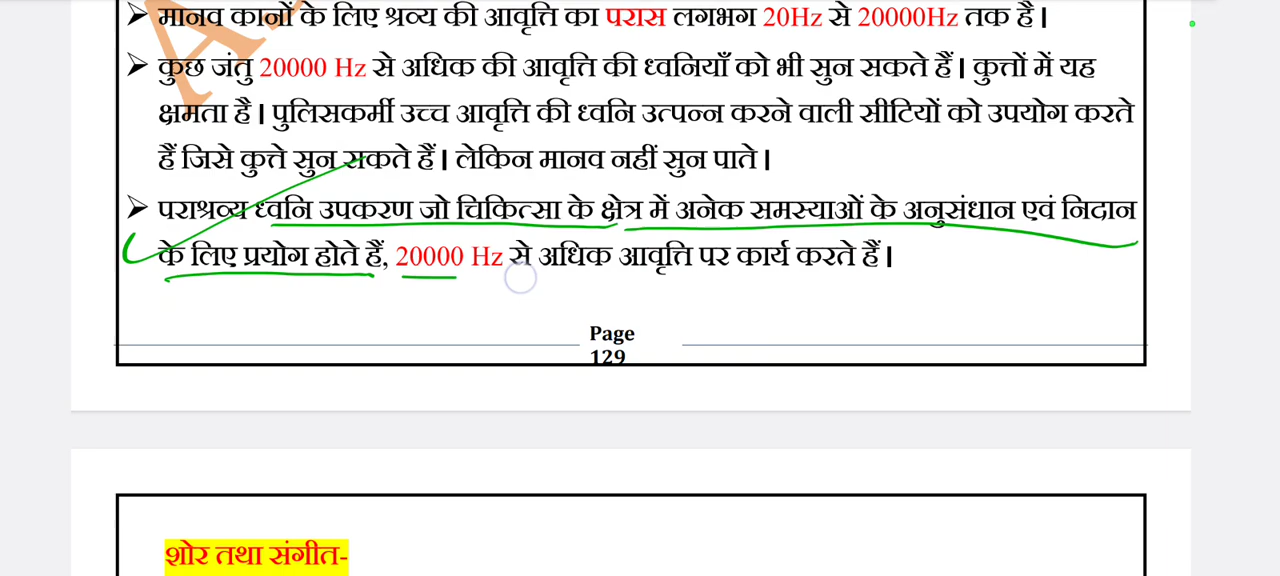 ➢ मानव कानों के लिए श्रव्य की आवृत्ति का परास लगभग 20Hz से 20000Hz तक है।
➢ कुछ जंतु 20000 Hz से अधिक की आवृत्ति की ध्वनियाँ को भी सुन सकते हैं। कुत्तों में यह
क्षमता है। पुलिसकर्मी उच्च आवृत्ति की ध्वनि उत्पन्न करने वाली सीटियों को उपयोग करते
हैं जिसे कुत्ते सुन सकते हैं। लेकिन मानव नहीं सुन पाते।
➢ पराश्रव्य ध्वनि उपकरण जो चिकित्सा के क्षेत्र में अनेक समस्याओं के अनुसंधान एवं निदान
के लिए प्रयोग होते हैं, 20000 Hz से अधिक आवृत्ति पर कार्य करते हैं।
Page
129
शोर तथा संगीत-